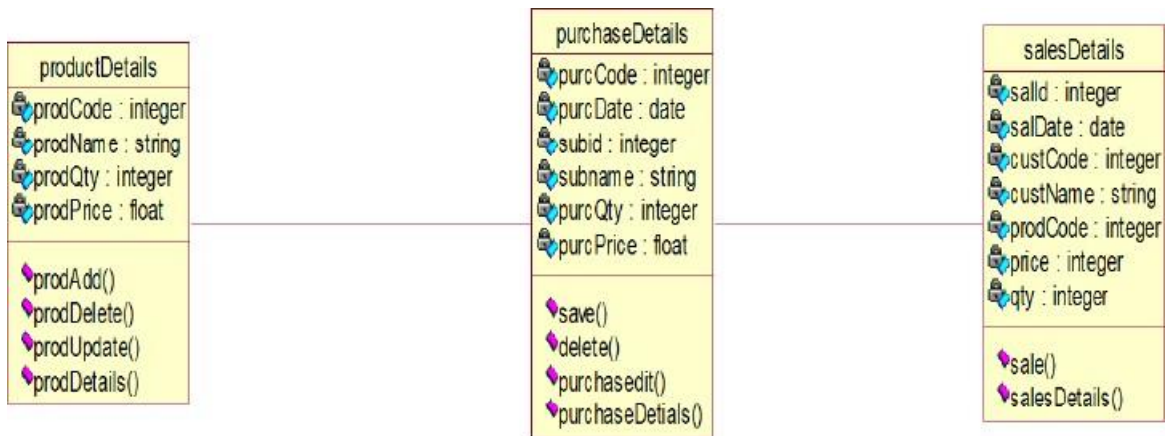 productDetails
prodCode : integer
prodName : string
prodQty : integer
prodPrice : float
prodAdd()
prodDelete()
prodUpdate()
prodDetails()
purchaseDetails
purcCode : integer
purcDate : date
subid : integer
subname : string
purcQty : integer
purcPrice : float
save()
delete()
purchasedit()
purchaseDetials()
salesDetails
salId : integer
salDate : date
custCode : integer
custName : string
prodCode : integer
price : integer
qty : integer
sale()
salesDetails()